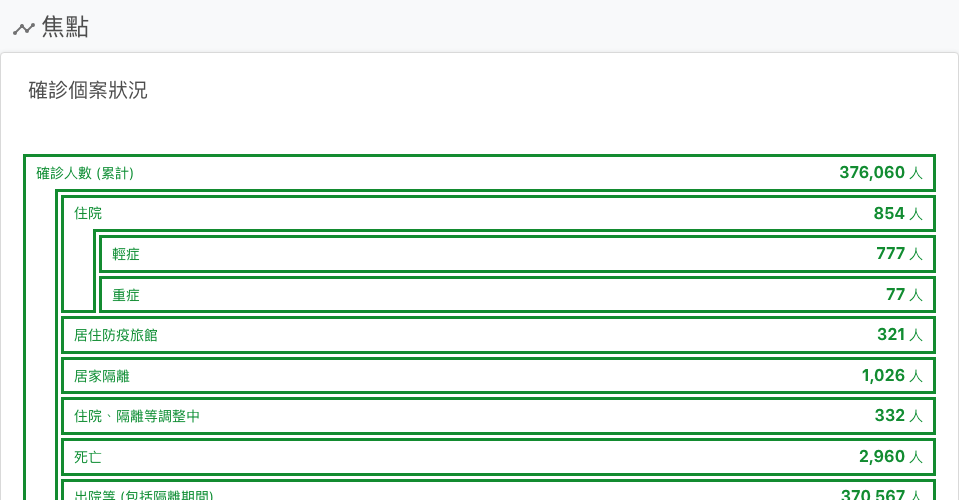 焦點
確診個案狀況
確診人數 (累計) 376,060 人
住院 854 人
輕症 777 人
重症 77 人
居住防疫旅館 321 人
居家隔離 1,026 人
住院、隔離等調整中 332 人
死亡 2,960 人
出院等 (包括隔離期間) 370,567 人